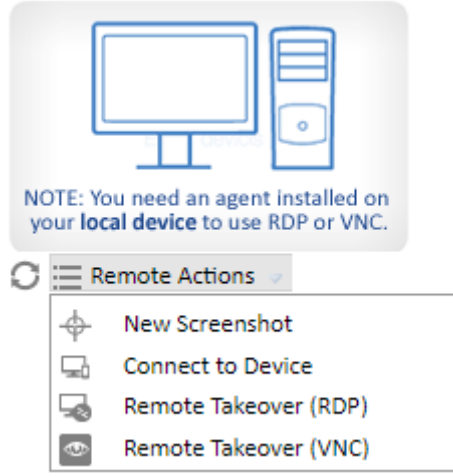 NOTE: You need an agent installed on
your local device to use RDP or VNC.
Remote Actions
New Screenshot
Connect to Device
Remote Takeover (RDP)
Remote Takeover (VNC)